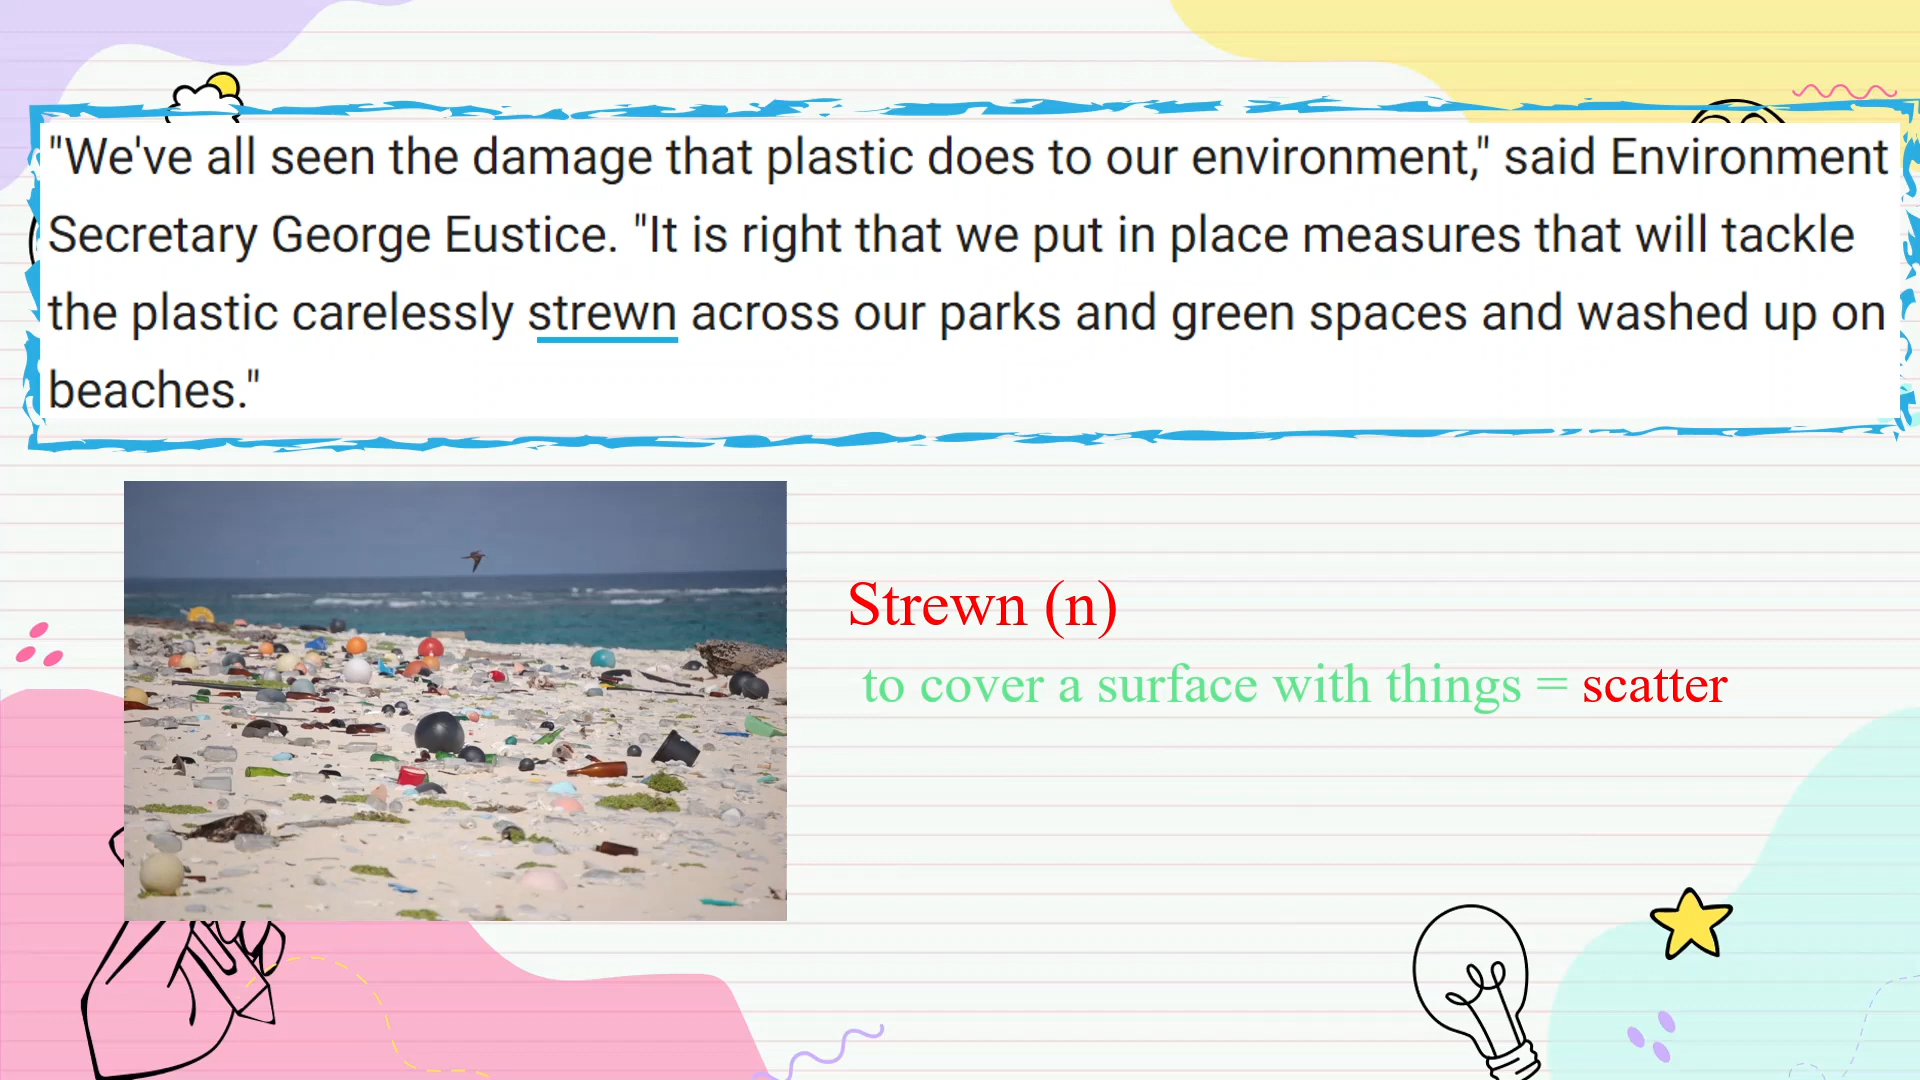 "We've all seen the damage that plastic does to our environment," said Environment
Secretary George Eustice. "It is right that we put in place measures that will tackle
the plastic carelessly strewn across our parks and green spaces and washed up on
beaches."
Strewn (n)
to cover a surface with things = scatter